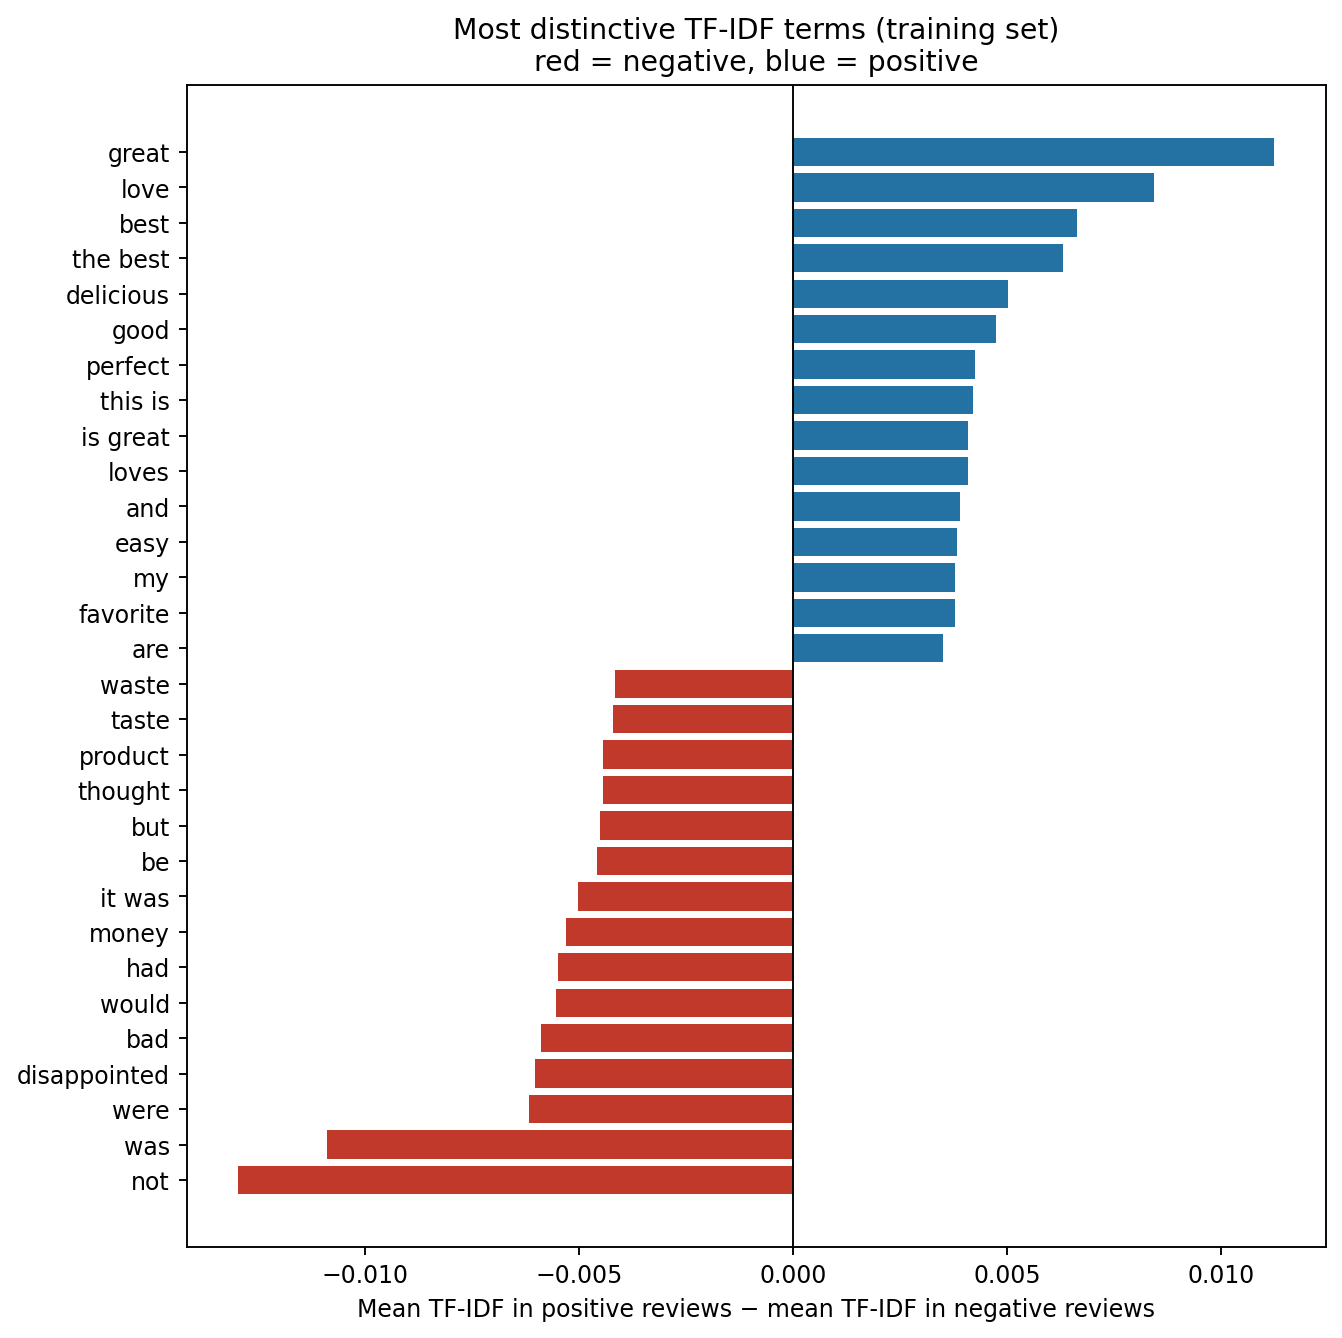 Most distinctive TF-IDF terms (training set)
red = negative, blue = positive
great
love
best
the best
delicious
good
perfect
this is
is great
loves
and
easy
my
favorite
are
waste
taste
product
thought
but
be
it was
money
had
would
bad
disappointed
were
was
not
−0.010 −0.005 0.000 0.005 0.010
Mean TF-IDF in positive reviews − mean TF-IDF in negative reviews